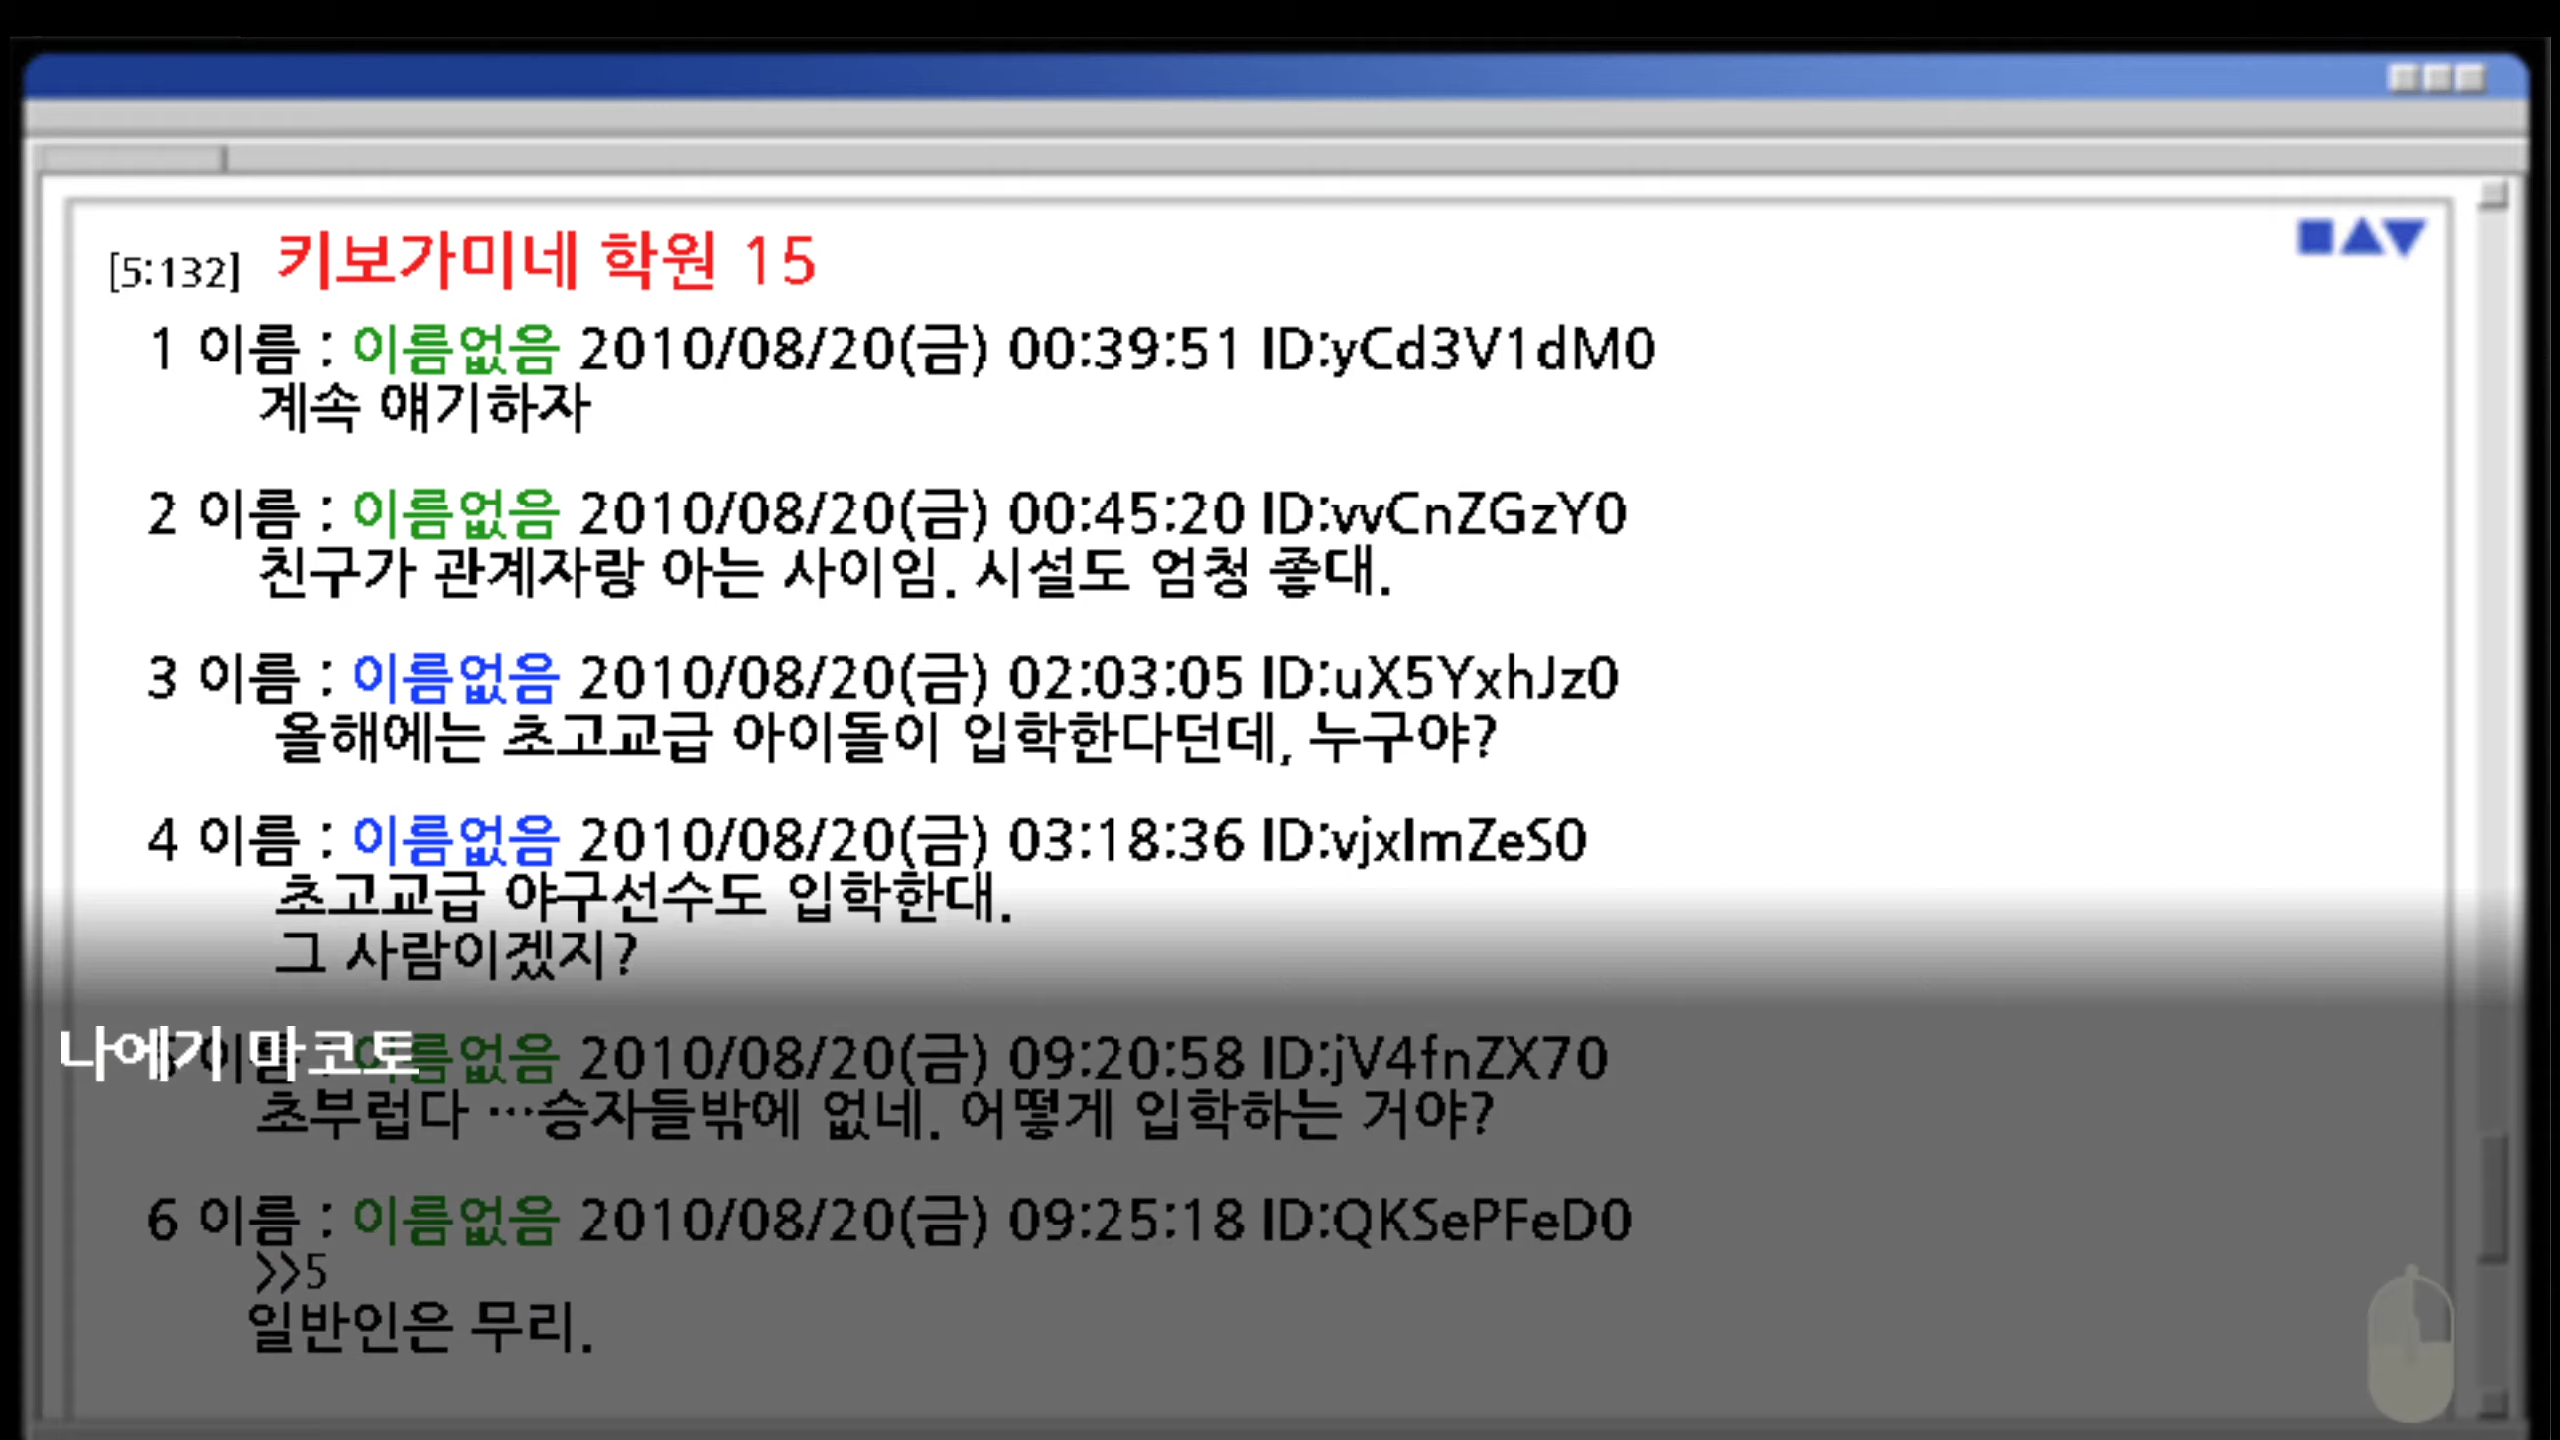 [5:132] 키보가미네 학원 15
1 이름 : 이름없음 2010/08/20(금) 00:39:51 ID:yCd3V1dM0
계속 얘기하자
2 이름 : 이름없음 2010/08/20(금) 00:45:20 ID:vvCnZGzY0
친구가 관계자랑 아는 사이임. 시설도 엄청 좋대.
3 이름 : 이름없음 2010/08/20(금) 02:03:05 ID:uX5YxhJz0
올해에는 초고교급 아이돌이 입학한다던데, 누구야?
4 이름 : 이름없음 2010/08/20(금) 03:18:36 ID:vjxImZeS0
초고교급 야구선수도 입학한대.
그 사람이겠지?
나에기 마코토
5 이름 : 이름없음 2010/08/20(금) 09:20:58 ID:jV4fnZX70
초부럽다 …승자들밖에 없네. 어떻게 입학하는 거야?
6 이름 : 이름없음 2010/08/20(금) 09:25:18 ID:QKSePFeD0
>>5
일반인은 무리.